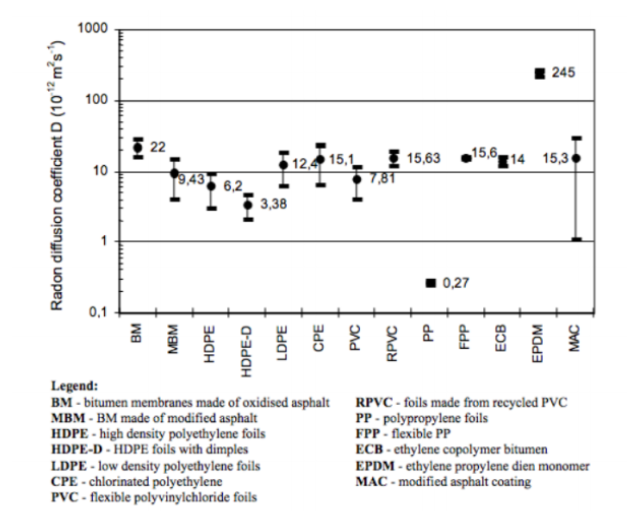 Radon diffusion coefficient D (10⁻¹² m² s⁻¹)
1000
100
10
1
0,1
22
9,43
6,2
3,38
12,4
15,1
7,81
15,63
0,27
15,6
14
245
15,3
BM
MBM
HDPE
HDPE-D
LDPE
CPE
PVC
RPVC
PP
FPP
ECB
EPDM
MAC
Legend:
BM - bitumen membranes made of oxidised asphalt
MBM - BM made of modified asphalt
HDPE - high density polyethylene foils
HDPE-D - HDPE foils with dimples
LDPE - low density polyethylene foils
CPE - chlorinated polyethylene
PVC - flexible polyvinylchloride foils
RPVC - foils made from recycled PVC
PP - polypropylene foils
FPP - flexible PP
ECB - ethylene copolymer bitumen
EPDM - ethylene propylene dien monomer
MAC - modified asphalt coating